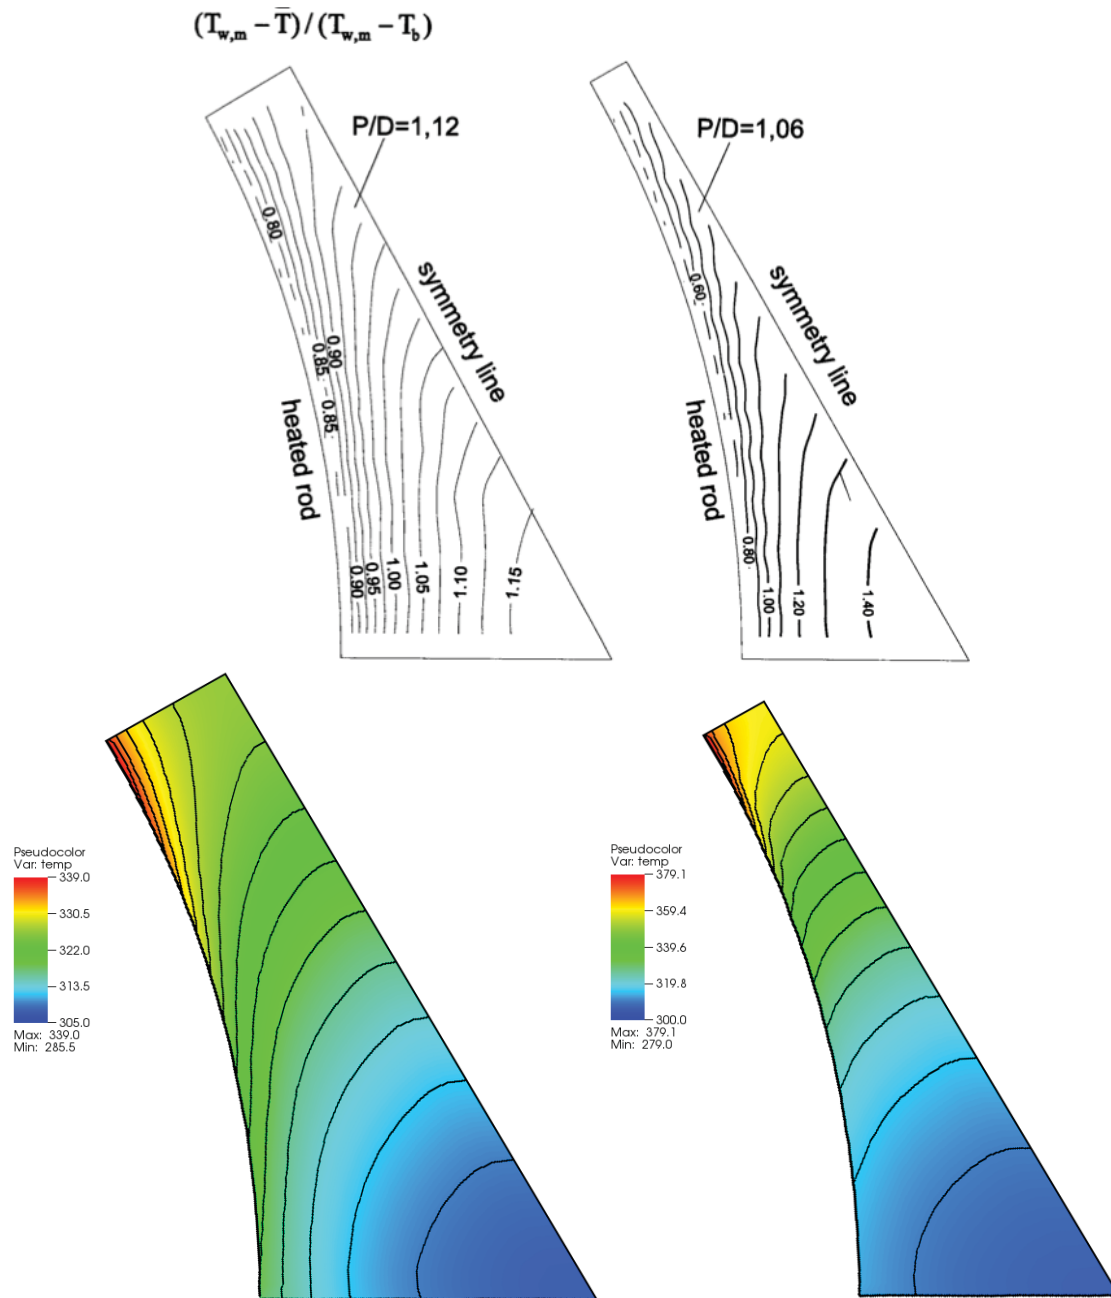 (T_w,m − T̅) / (T_w,m − T_b)
P/D=1,12
P/D=1,06
0.80
0.90
0.85
0.85
symmetry line
heated rod
0.90
0.95
1.00
1.05
1.10
1.15
0.60
symmetry line
heated rod
0.80
1.00
1.20
1.40
Pseudocolor
Var: temp
339.0
330.5
322.0
313.5
305.0
Max: 339.0
Min: 285.5
Pseudocolor
Var: temp
379.1
359.4
339.6
319.8
300.0
Max: 379.1
Min: 279.0